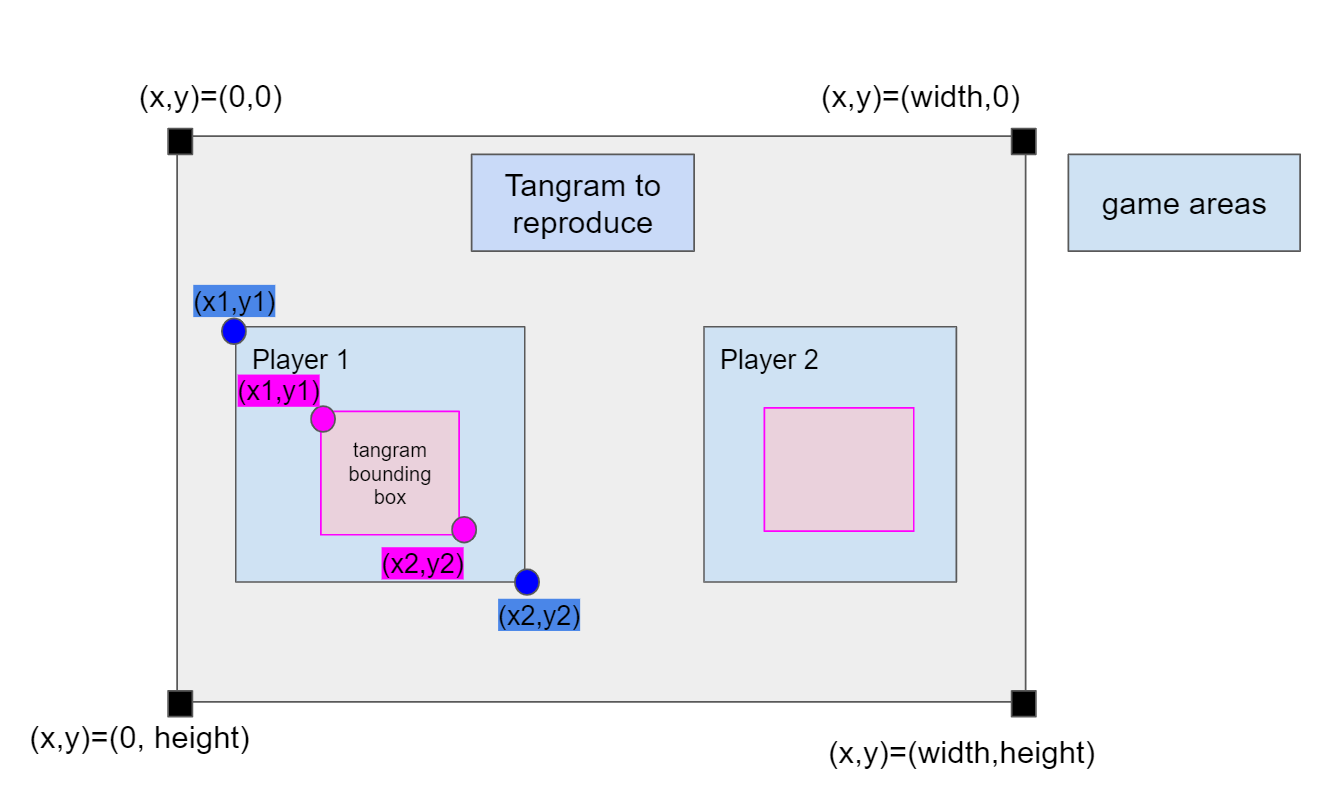 (x,y)=(0,0)
(x,y)=(width,0)
Tangram to
reproduce
game areas
(x1,y1)
Player 1
(x1,y1)
tangram
bounding
box
(x2,y2)
(x2,y2)
Player 2
(x,y)=(0, height)
(x,y)=(width,height)